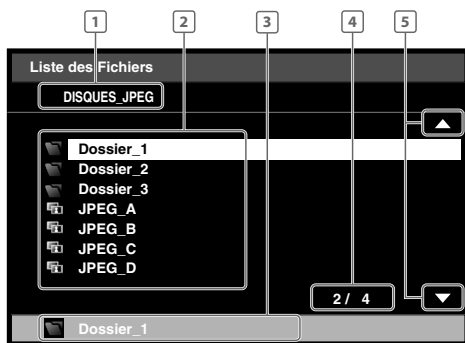 1 2 3 4 5
Liste des Fichiers
DISQUES_JPEG
Dossier_1
Dossier_2
Dossier_3
JPEG_A
JPEG_B
JPEG_C
JPEG_D
2 / 4
Dossier_1